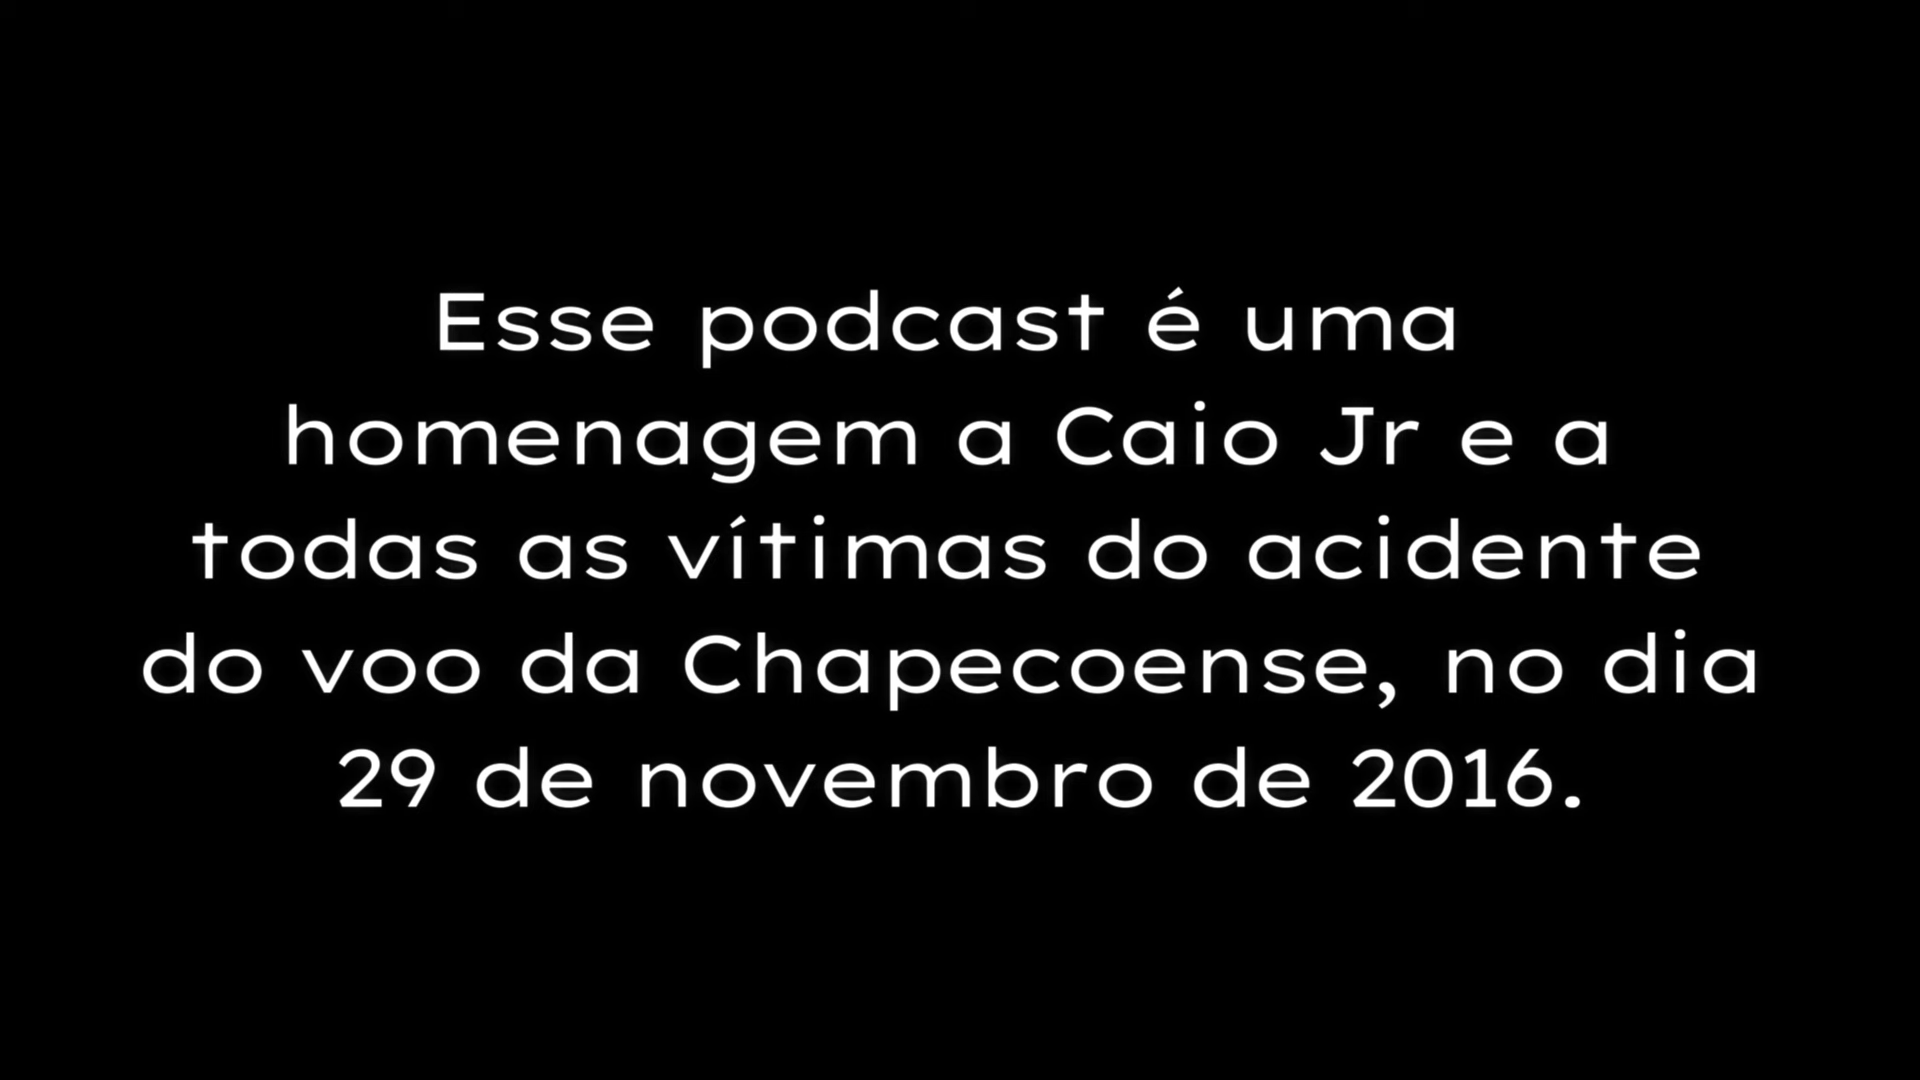 Esse podcast é uma
homenagem a Caio Jr e a
todas as vítimas do acidente
do voo da Chapecoense, no dia
29 de novembro de 2016.